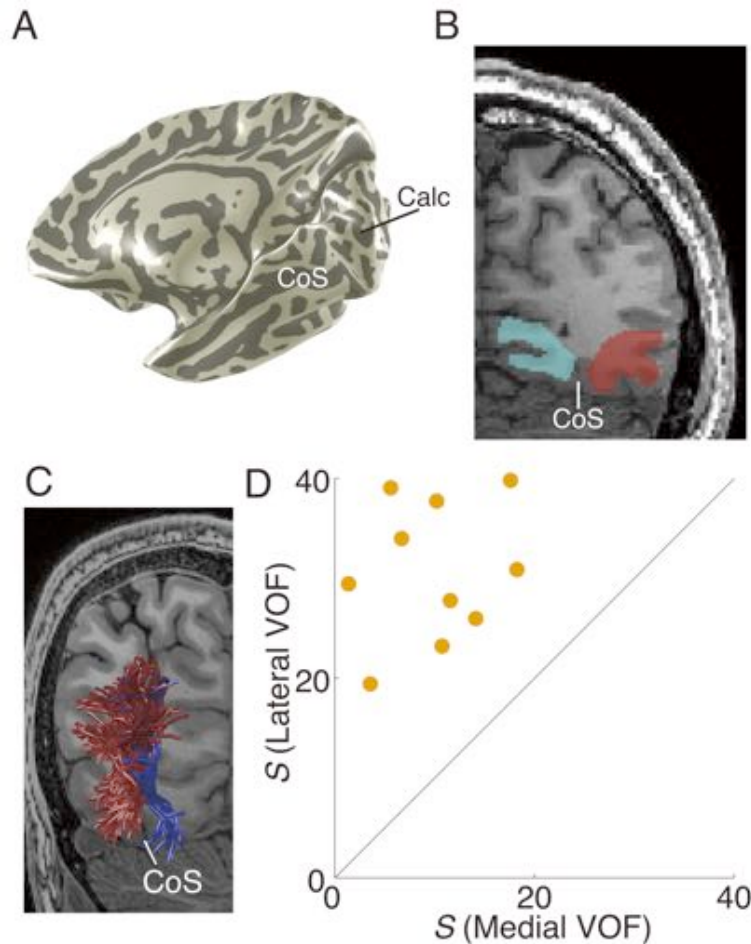 A
Calc
CoS
B
CoS
C
CoS
D
40
20
0
0
20
40
S (Lateral VOF)
S (Medial VOF)